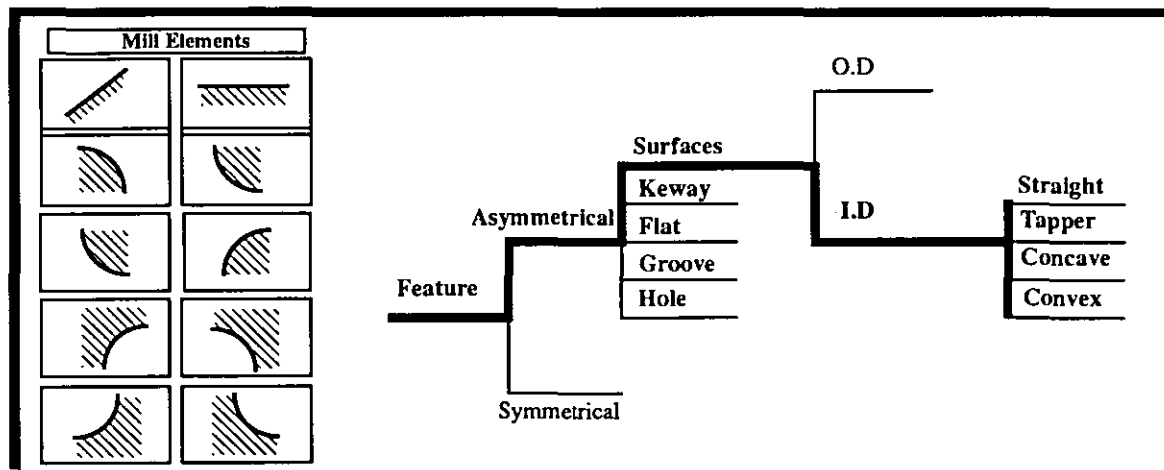 Mill Elements
O.D
Surfaces
Keway
Straight
Asymmetrical
Flat
I.D
Tapper
Groove
Concave
Feature
Hole
Convex
Symmetrical